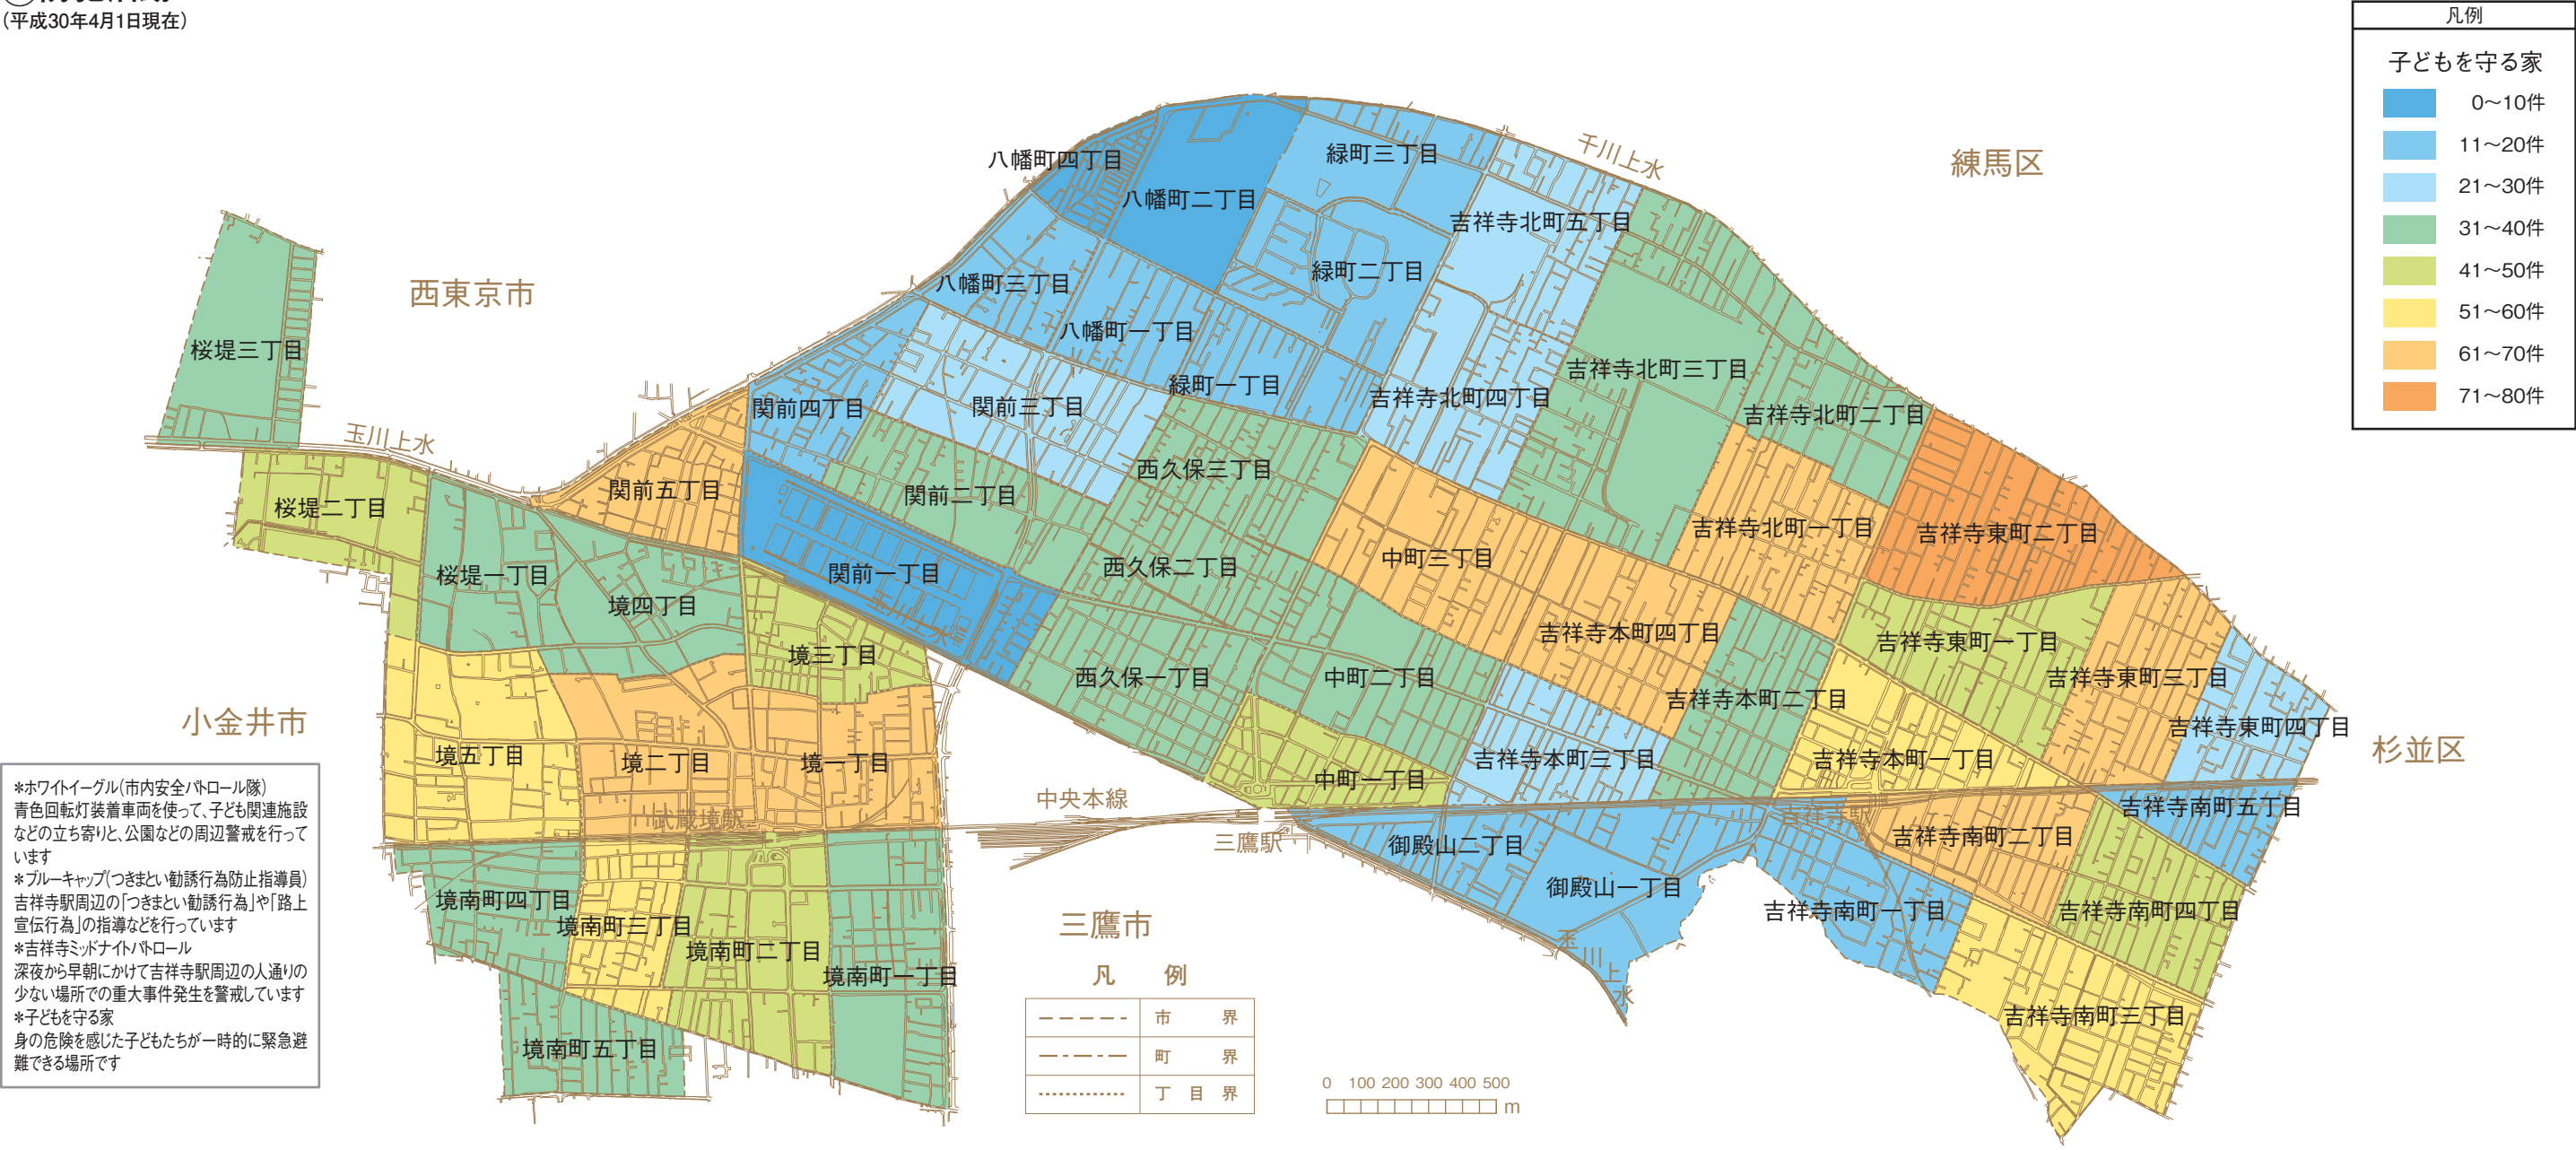 (平成30年4月1日現在)
凡例
子どもを守る家
0～10件
11～20件
21～30件
31～40件
41～50件
51～60件
61～70件
71～80件
千川上水
練馬区
八幡町四丁目
緑町三丁目
八幡町二丁目
吉祥寺北町五丁目
西東京市
八幡町三丁目
緑町二丁目
八幡町一丁目
桜堤三丁目
緑町一丁目
吉祥寺北町三丁目
関前四丁目
関前三丁目
吉祥寺北町四丁目
吉祥寺北町二丁目
玉川上水
西久保三丁目
関前五丁目
関前二丁目
桜堤二丁目
吉祥寺北町一丁目
吉祥寺東町二丁目
中町三丁目
西久保二丁目
関前一丁目
桜堤一丁目
境四丁目
玉川上水
吉祥寺本町四丁目
吉祥寺東町一丁目
境三丁目
西久保一丁目
中町二丁目
吉祥寺東町三丁目
吉祥寺本町二丁目
小金井市
吉祥寺東町四丁目
杉並区
境五丁目
境二丁目
境一丁目
吉祥寺本町三丁目
吉祥寺本町一丁目
中町一丁目
中央本線
武蔵境駅
三鷹駅
吉祥寺駅
吉祥寺南町五丁目
御殿山二丁目
吉祥寺南町二丁目
御殿山一丁目
境南町四丁目
境南町三丁目
吉祥寺南町一丁目
吉祥寺南町四丁目
三鷹市
境南町二丁目
境南町一丁目
玉川上水
吉祥寺南町三丁目
境南町五丁目
*ホワイトイーグル(市内安全パトロール隊)
青色回転灯装着車両を使って、子ども関連施設
などの立ち寄りと、公園などの周辺警戒を行って
います
*ブルーキャップ(つきまとい勧誘行為防止指導員)
吉祥寺駅周辺の「つきまとい勧誘行為」や「路上
宣伝行為」の指導などを行っています
*吉祥寺ミッドナイトパトロール
深夜から早朝にかけて吉祥寺駅周辺の人通りの
少ない場所での重大事件発生を警戒しています
*子どもを守る家
身の危険を感じた子どもたちが一時的に緊急避
難できる場所です
凡 例
市 界
町 界
丁 目 界
0 100 200 300 400 500
m